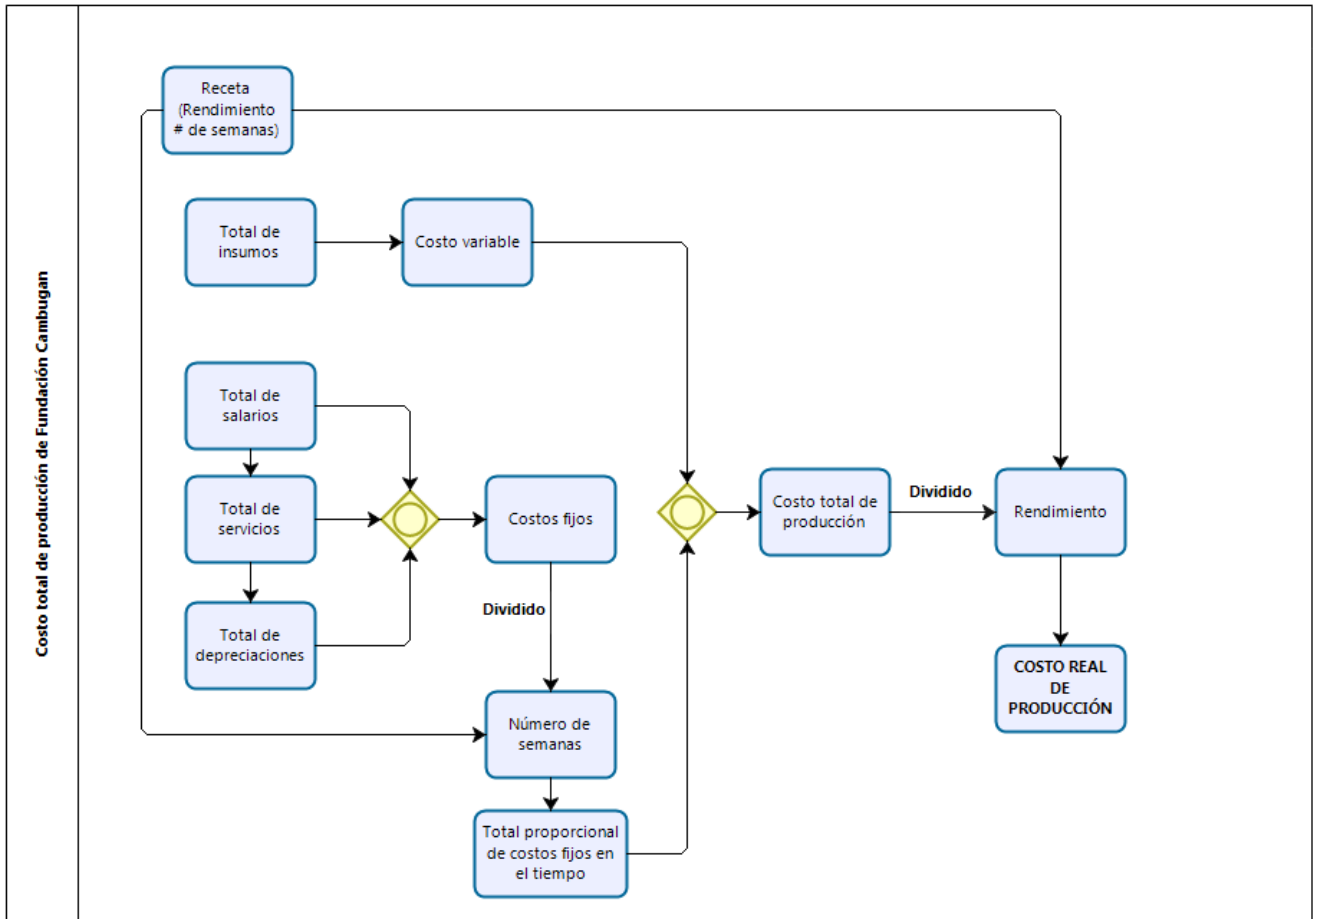 Costo total de producción de Fundación Cambugan
Receta
(Rendimiento
# de semanas)
Total de
insumos
Costo variable
Total de
salarios
Total de
servicios
Costos fijos
Costo total de
producción
Dividido
Rendimiento
Dividido
Total de
depreciaciones
COSTO REAL
DE
PRODUCCIÓN
Número de
semanas
Total proporcional
de costos fijos en
el tiempo